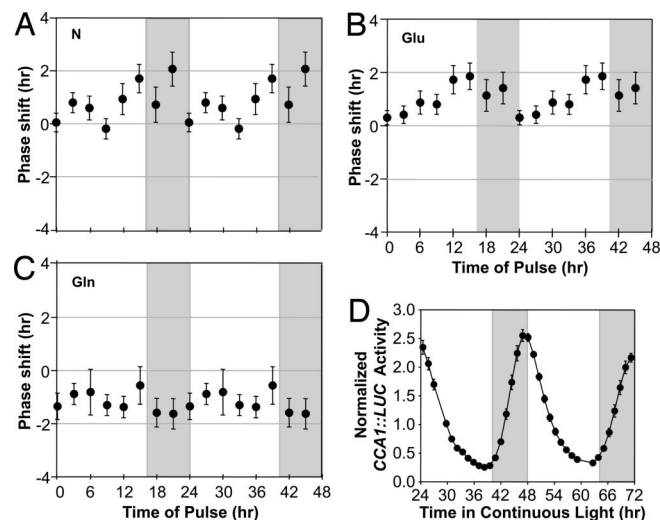 A
N
Phase shift (hr)
4
2
0
-2
-4
B
Glu
Phase shift (hr)
4
2
0
-2
-4
0 6 12 18 24 30 36 42 48
Time of Pulse (hr)
C
Gln
Phase shift (hr)
4
2
0
-2
-4
0 6 12 18 24 30 36 42 48
Time of Pulse (hr)
D
Normalized
CCA1::LUC Activity
3.0
2.5
2.0
1.5
1.0
0.5
0.0
24 30 36 42 48 54 60 66 72
Time in Continuous Light (hr)